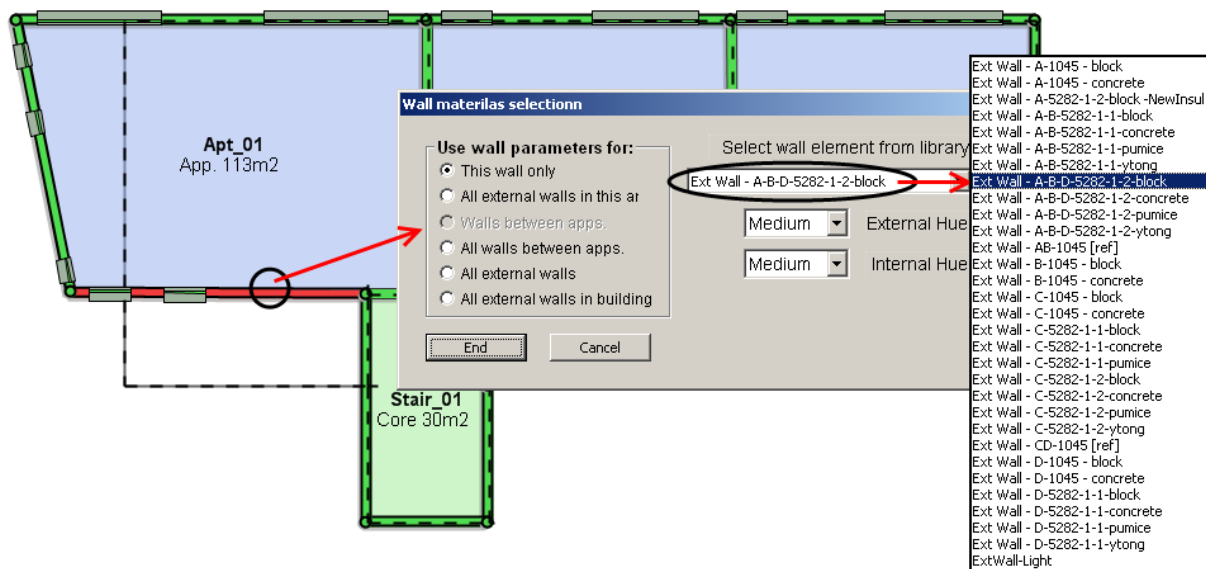 Apt_01
App. 113m2
Stair_01
Core 30m2
Wall materilas selectionn
Use wall parameters for:
This wall only
All external walls in this ar
Walls between apps.
All walls between apps.
All external walls
All external walls in building
Select wall element from library
Ext Wall - A-B-D-5282-1-2-block
Medium
External Hue
Medium
Internal Hue
End
Cancel
Ext Wall - A-1045 - block
Ext Wall - A-1045 - concrete
Ext Wall - A-5282-1-2-block -NewInsul
Ext Wall - A-B-5282-1-1-block
Ext Wall - A-B-5282-1-1-concrete
Ext Wall - A-B-5282-1-1-pumice
Ext Wall - A-B-5282-1-1-ytong
Ext Wall - A-B-D-5282-1-2-block
Ext Wall - A-B-D-5282-1-2-concrete
Ext Wall - A-B-D-5282-1-2-pumice
Ext Wall - A-B-D-5282-1-2-ytong
Ext Wall - AB-1045 [ref]
Ext Wall - B-1045 - block
Ext Wall - B-1045 - concrete
Ext Wall - C-1045 - block
Ext Wall - C-1045 - concrete
Ext Wall - C-5282-1-1-block
Ext Wall - C-5282-1-1-concrete
Ext Wall - C-5282-1-1-pumice
Ext Wall - C-5282-1-2-block
Ext Wall - C-5282-1-2-concrete
Ext Wall - C-5282-1-2-pumice
Ext Wall - C-5282-1-2-ytong
Ext Wall - CD-1045 [ref]
Ext Wall - D-1045 - block
Ext Wall - D-1045 - concrete
Ext Wall - D-5282-1-1-block
Ext Wall - D-5282-1-1-concrete
Ext Wall - D-5282-1-1-pumice
Ext Wall - D-5282-1-1-ytong
ExtWall-Light